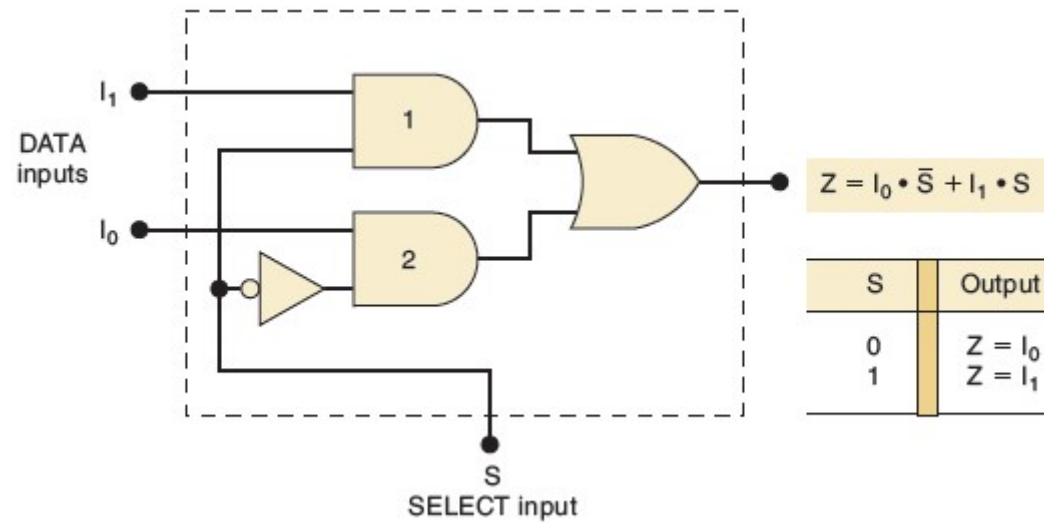 I₁
1
DATA
inputs
Z = I₀ • S̅ + I₁ • S
I₀
2
S Output
0 Z = I₀
1 Z = I₁
S
SELECT input